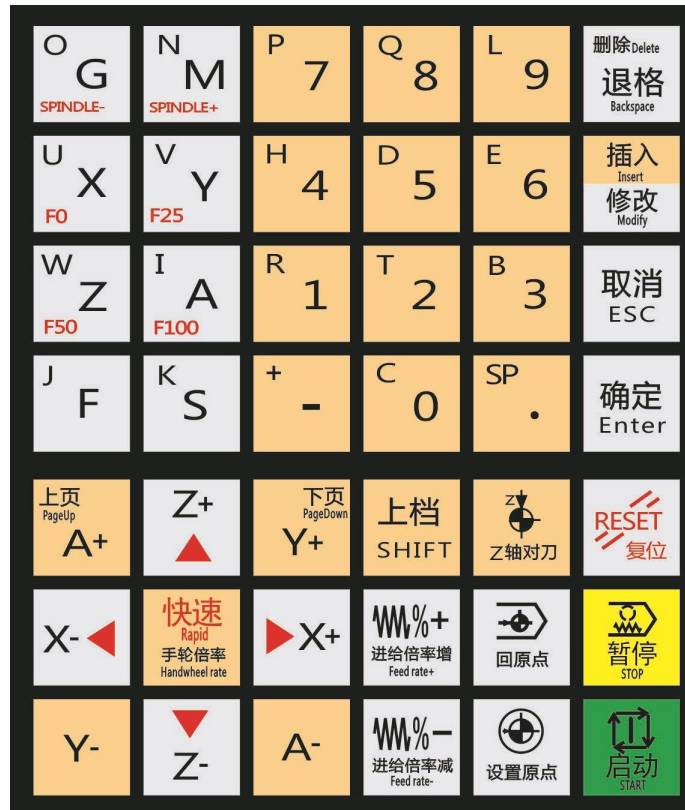 O
G
SPINDLE-
N
M
SPINDLE+
P
7
Q
8
L
9
删除Delete
退格
Backspace
U
X
F0
V
Y
F25
H
4
D
5
E
6
插入
Insert
修改
Modify
W
Z
F50
I
A
F100
R
1
T
2
B
3
取消
ESC
J
F
K
S
+
-
C
0
SP
.
确定
Enter
上页
PageUp
A+
Z+
下页
PageDown
Y+
上档
SHIFT
Z
Z轴对刀
RESET
复位
X-
快速
Rapid
手轮倍率
Handwheel rate
X+
%+
进给倍率增
Feed rate+
回原点
暂停
STOP
Y-
Z-
A-
%-
进给倍率减
Feed rate-
设置原点
启动
START